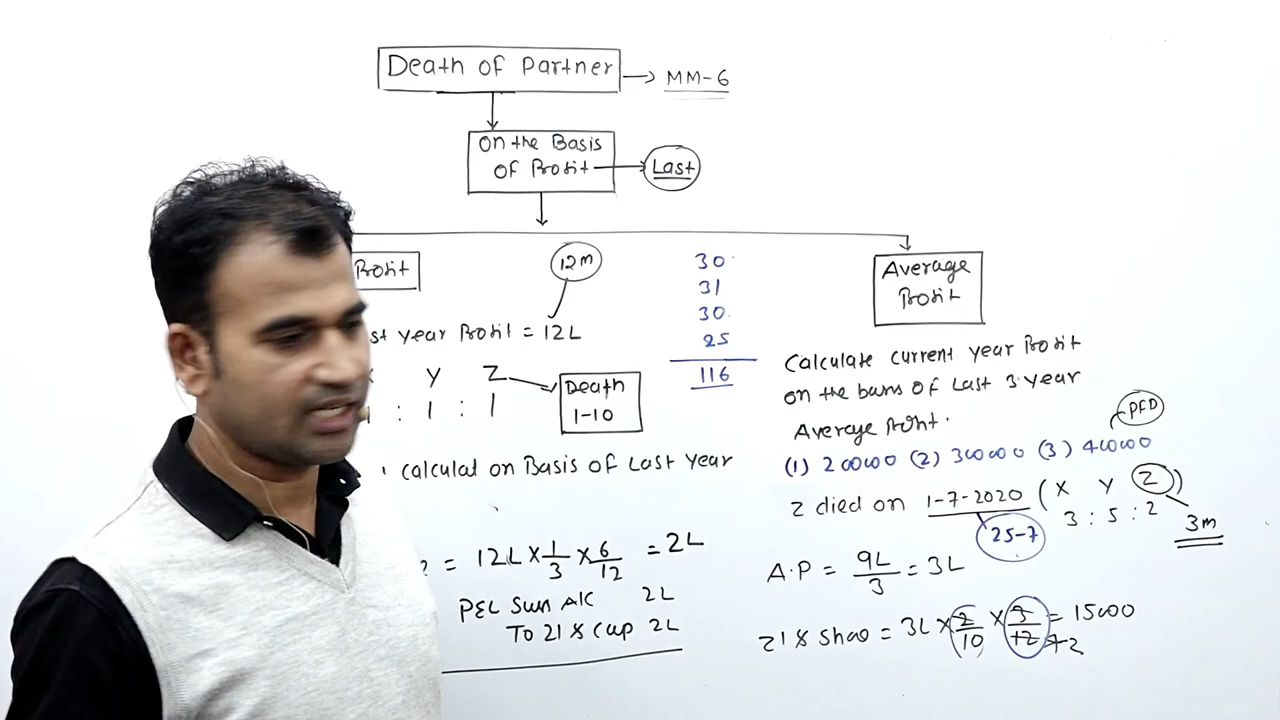 Death of Partner → MM-6
On the Basis
of Profit → Last
Profit
12m
st year Profit = 12L
Y Z
: 1 : 1
Death
1-10
calculat on Basis of Last Year
= 12L × 1/3 × 6/12 = 2L
P&L Sus A/C 2L
To Z's Cap 2L
30
31
30
25
116
Average
Profit
Calculate current year Profit
on the basis of Last 3 year
Average Profit.
PFD
(1) 200000 (2) 300000 (3) 400000
Z died on 1-7-2020 ( X Y Z )
3 : 5 : 2
25-7
3m
A.P = 9L/3 = 3L
Z's Share = 3L × 2/10 × 3/12 = 15000